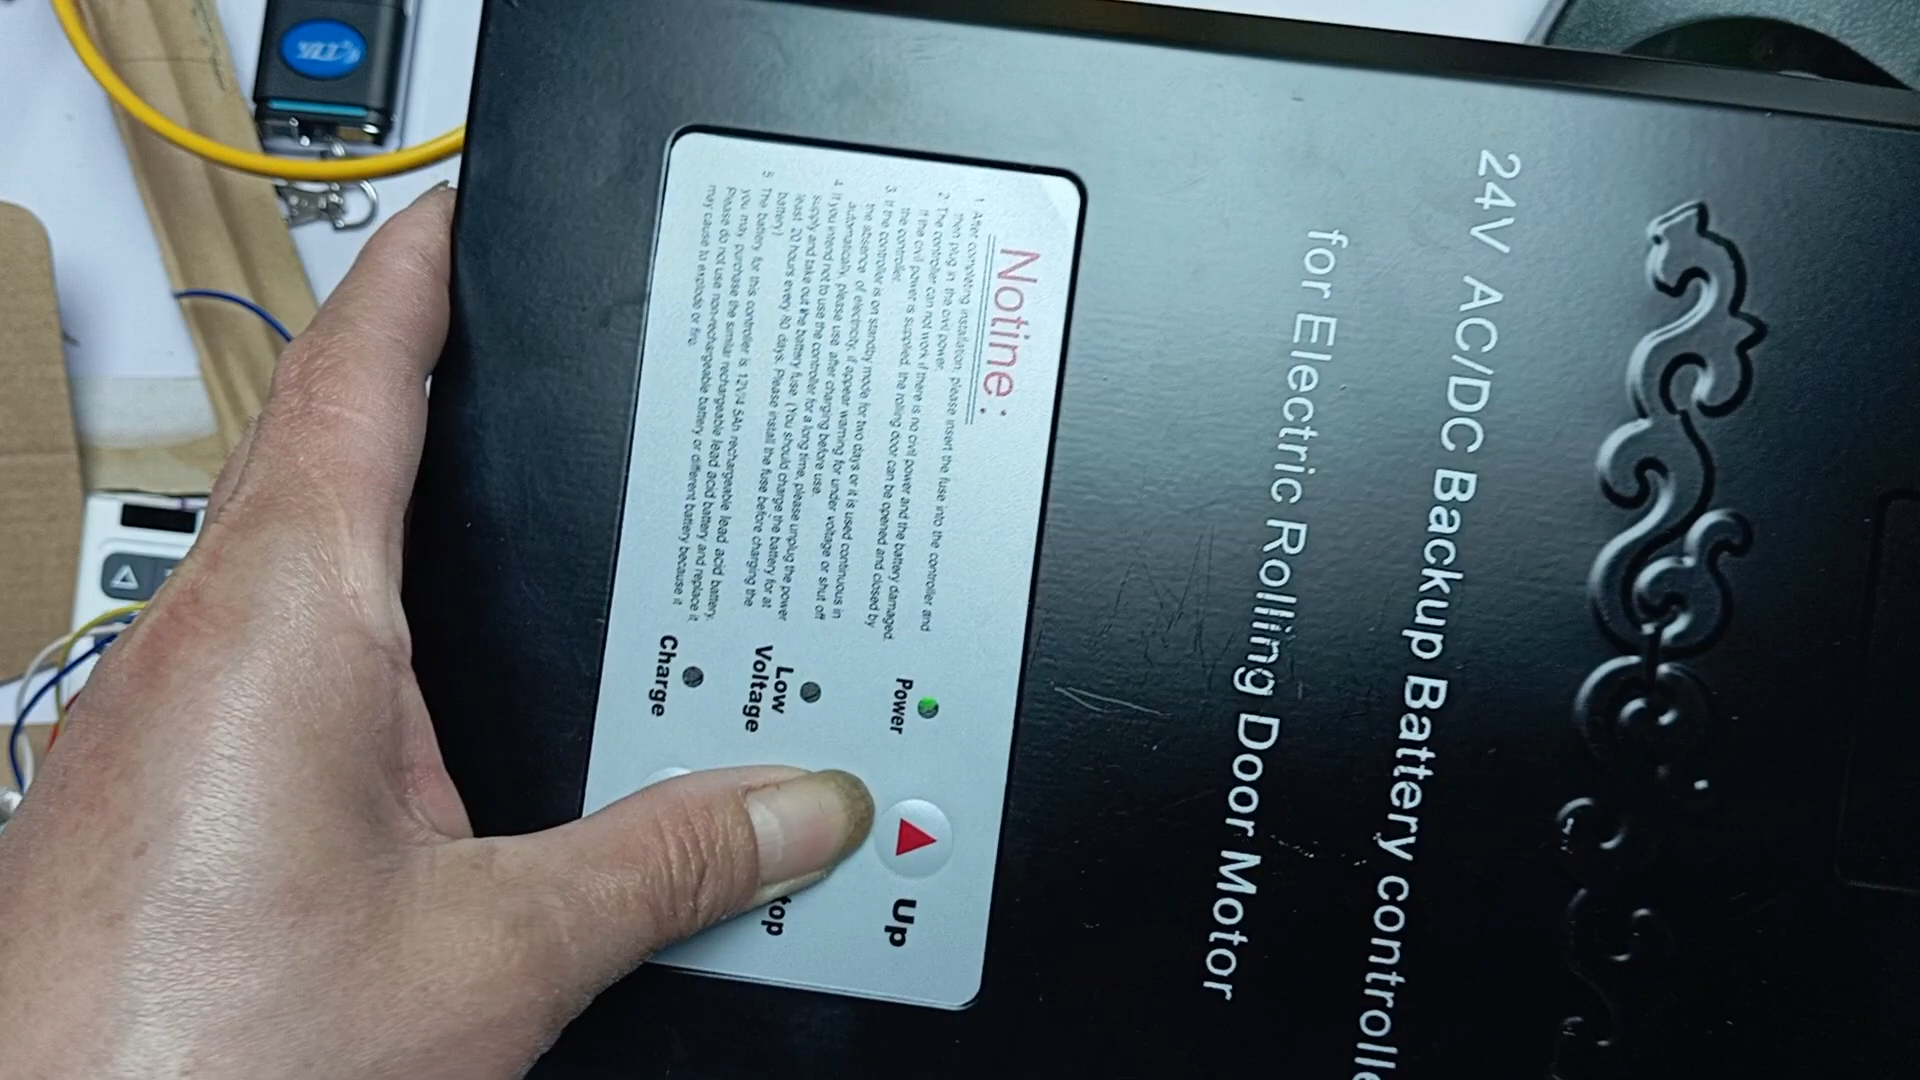 24V AC/DC Backup Battery controlle
for Electric Rolling Door Motor
Notine:
1. After completing installation, please insert the fuse into the controller and
then plug in the civil power.
2. The controller can not work if there is no civil power and the battery damaged.
If the civil power is supplied, the rolling door can be opened and closed by
the controller.
3. If the controller is on standby mode for two days or it is used continuous in
the absence of electricity, if appear warning for under voltage or shut off
automatically, please use after charging before use.
4. If you intend not to use the controller for a long time, please unplug the power
supply and take out the battery fuse. (You should charge the battery for at
least 20 hours every 80 days. Please install the fuse before charging the
battery)
5. The battery for this controller is 12V/4.5Ah rechargeable lead acid battery,
you may purchase the similar rechargeable lead acid battery and replace it.
Please do not use non-rechargeable battery or different battery because it
may cause to explode or fire.
Power
Low
Voltage
Charge
Up
top